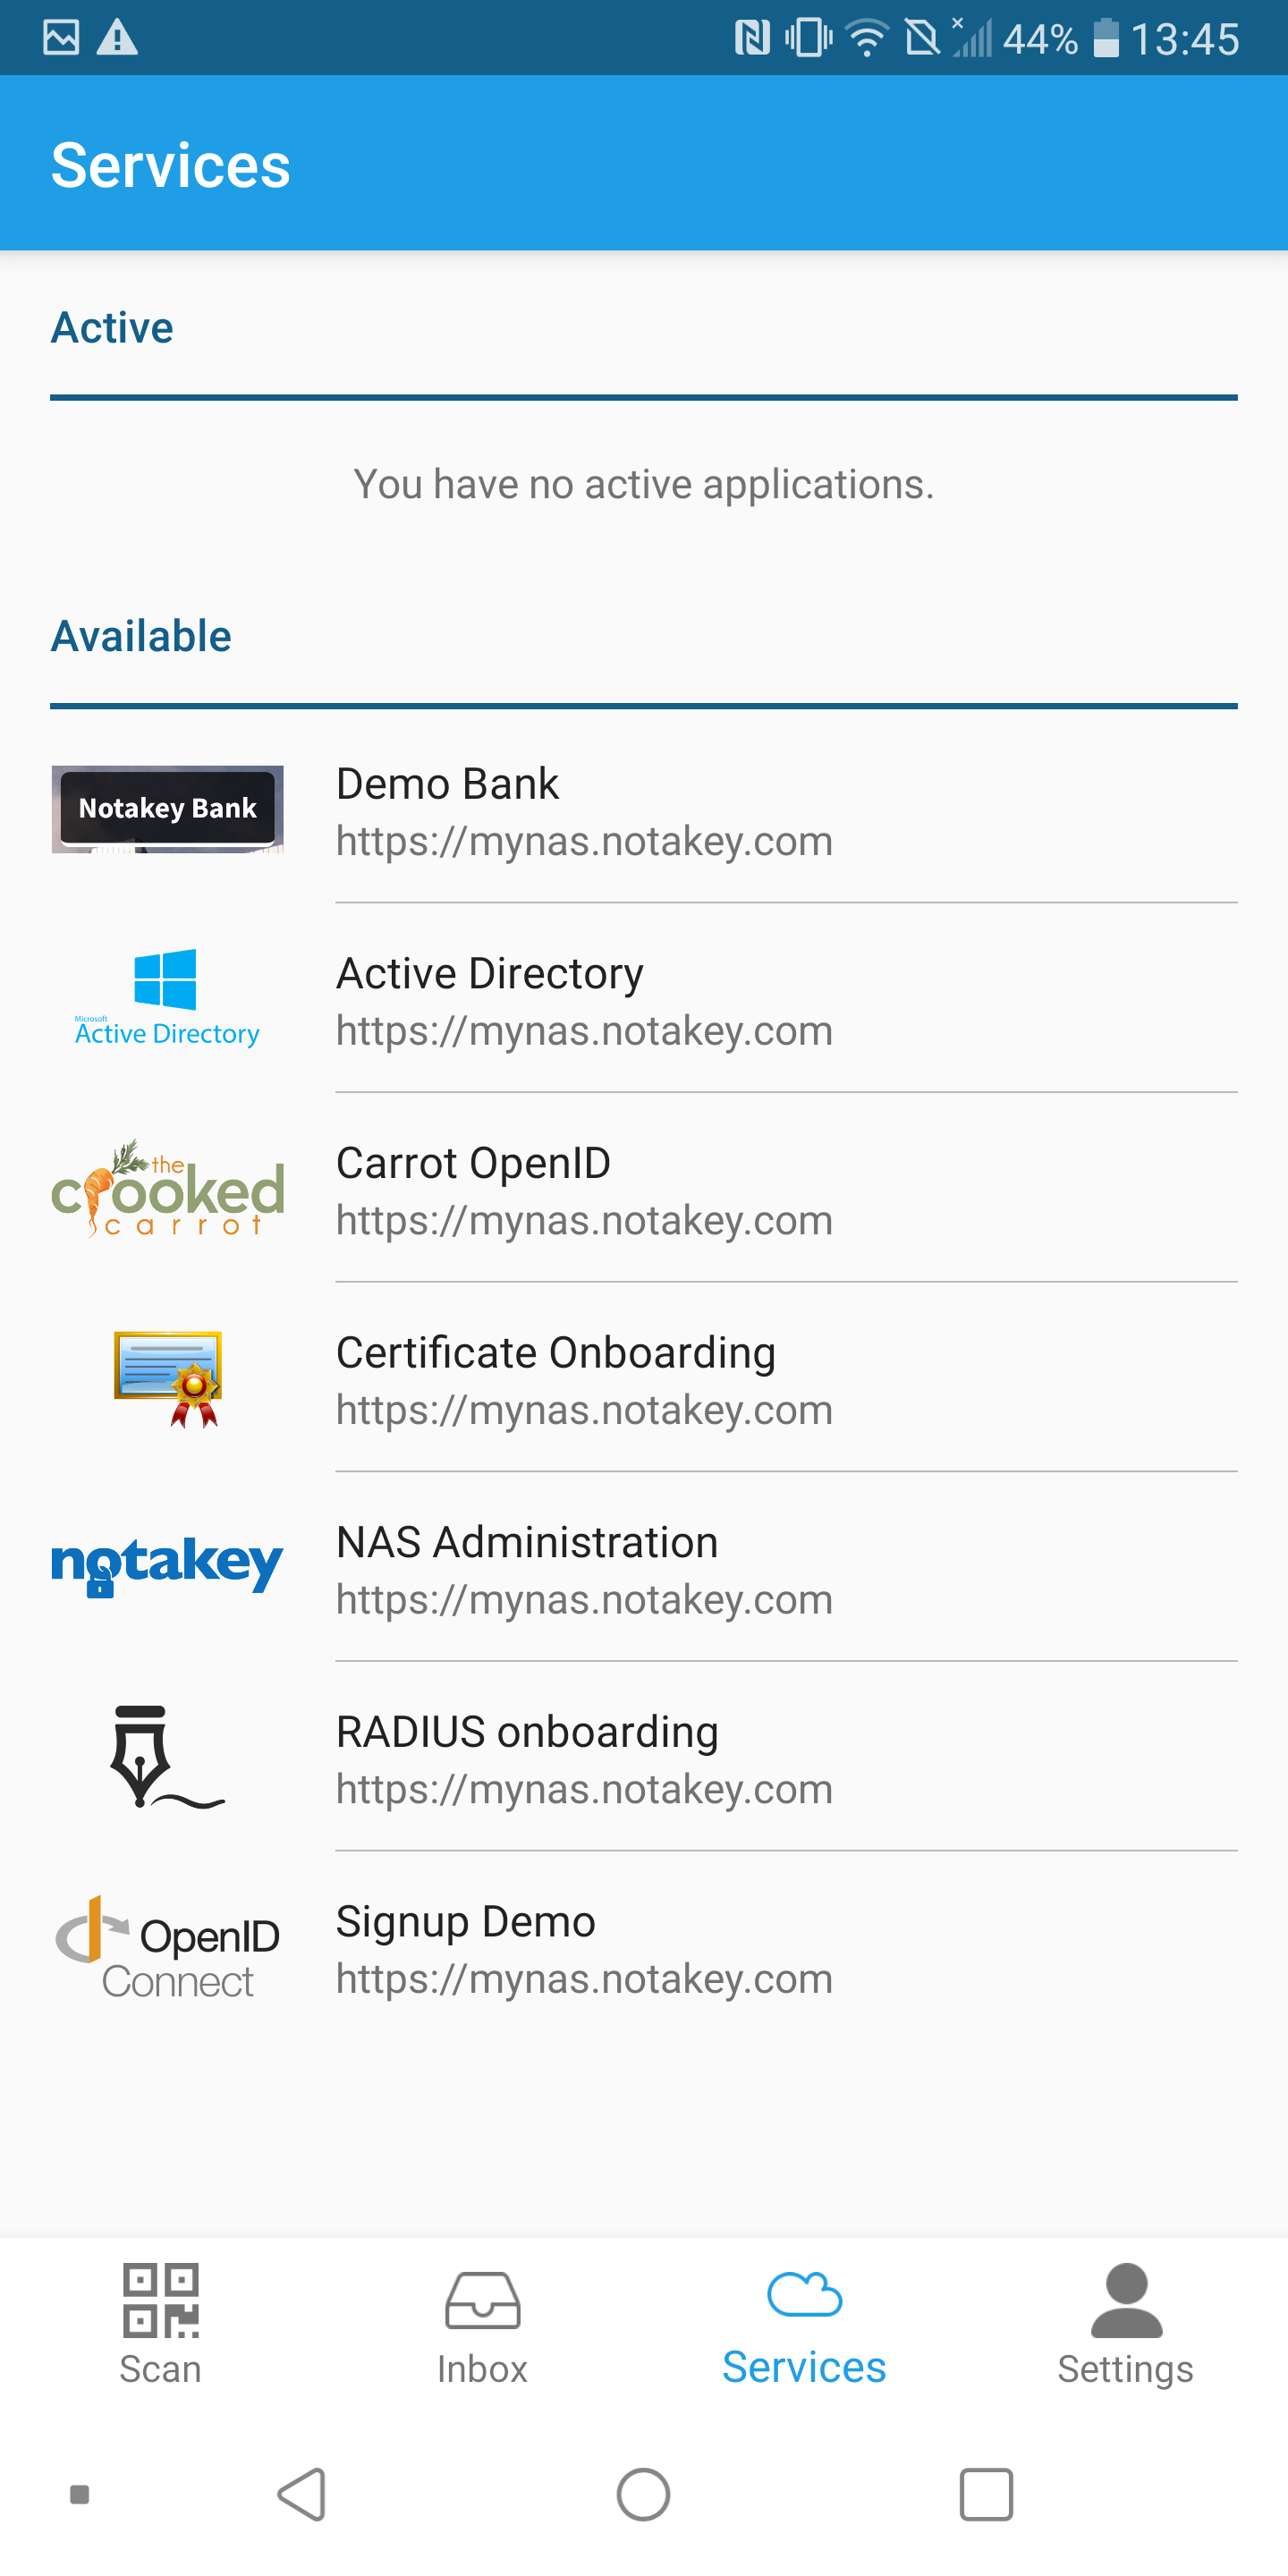 44% 13:45
Services
Active
You have no active applications.
Available
Notakey Bank
Demo Bank
https://mynas.notakey.com
Microsoft
Active Directory
Active Directory
https://mynas.notakey.com
the
crooked
carrot
Carrot OpenID
https://mynas.notakey.com
Certificate Onboarding
https://mynas.notakey.com
notakey
NAS Administration
https://mynas.notakey.com
RADIUS onboarding
https://mynas.notakey.com
OpenID
Connect
Signup Demo
https://mynas.notakey.com
Scan
Inbox
Services
Settings